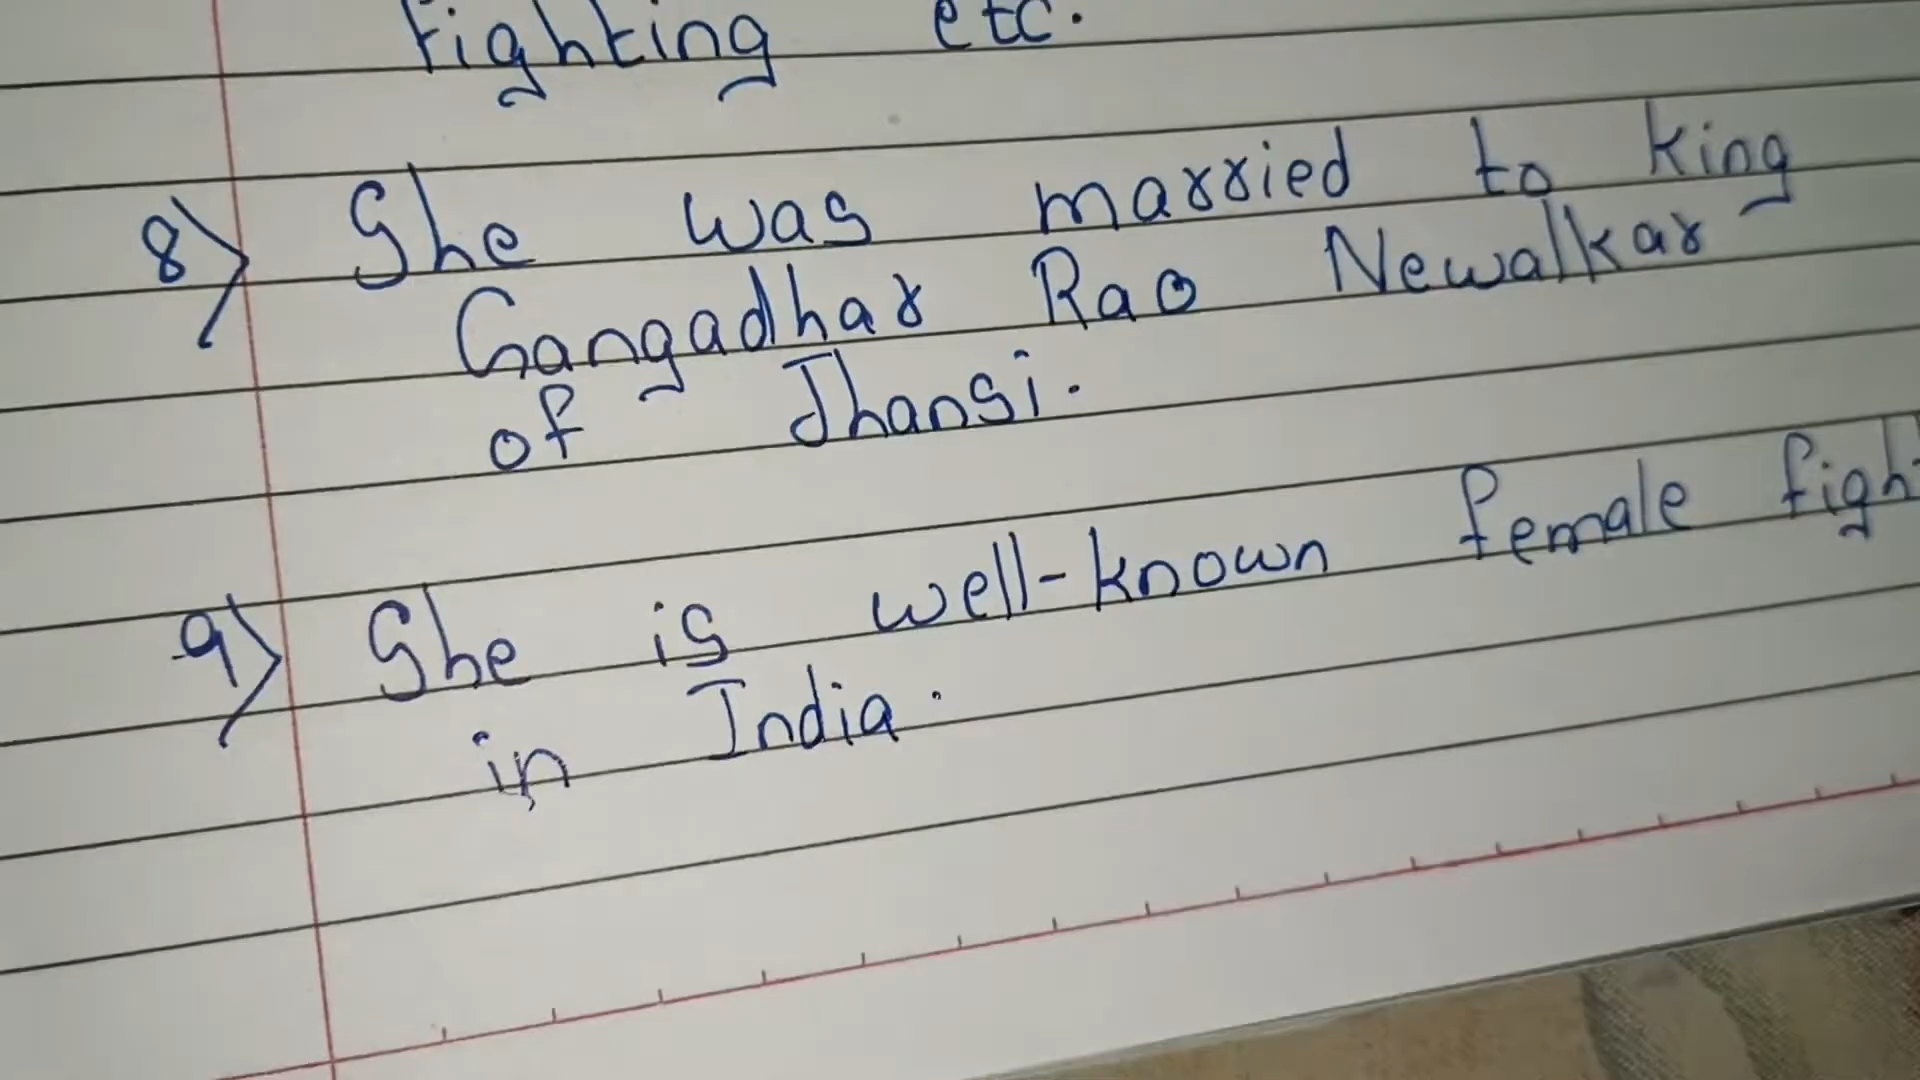 fighting etc.
8) She was married to king
Gangadhar Rao Newalkar
of Jhansi.
9) She is well-known female figh
in India.